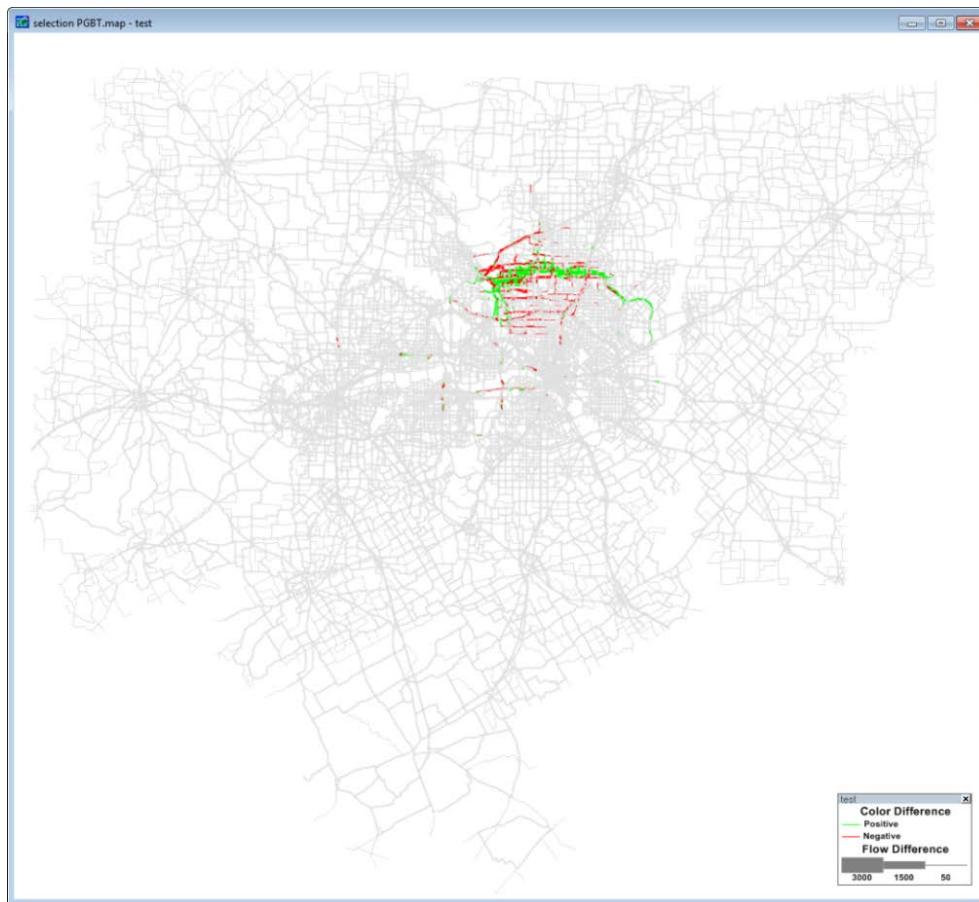 selection PGBT.map - test
test
Color Difference
Positive
Negative
Flow Difference
3000 1500 50